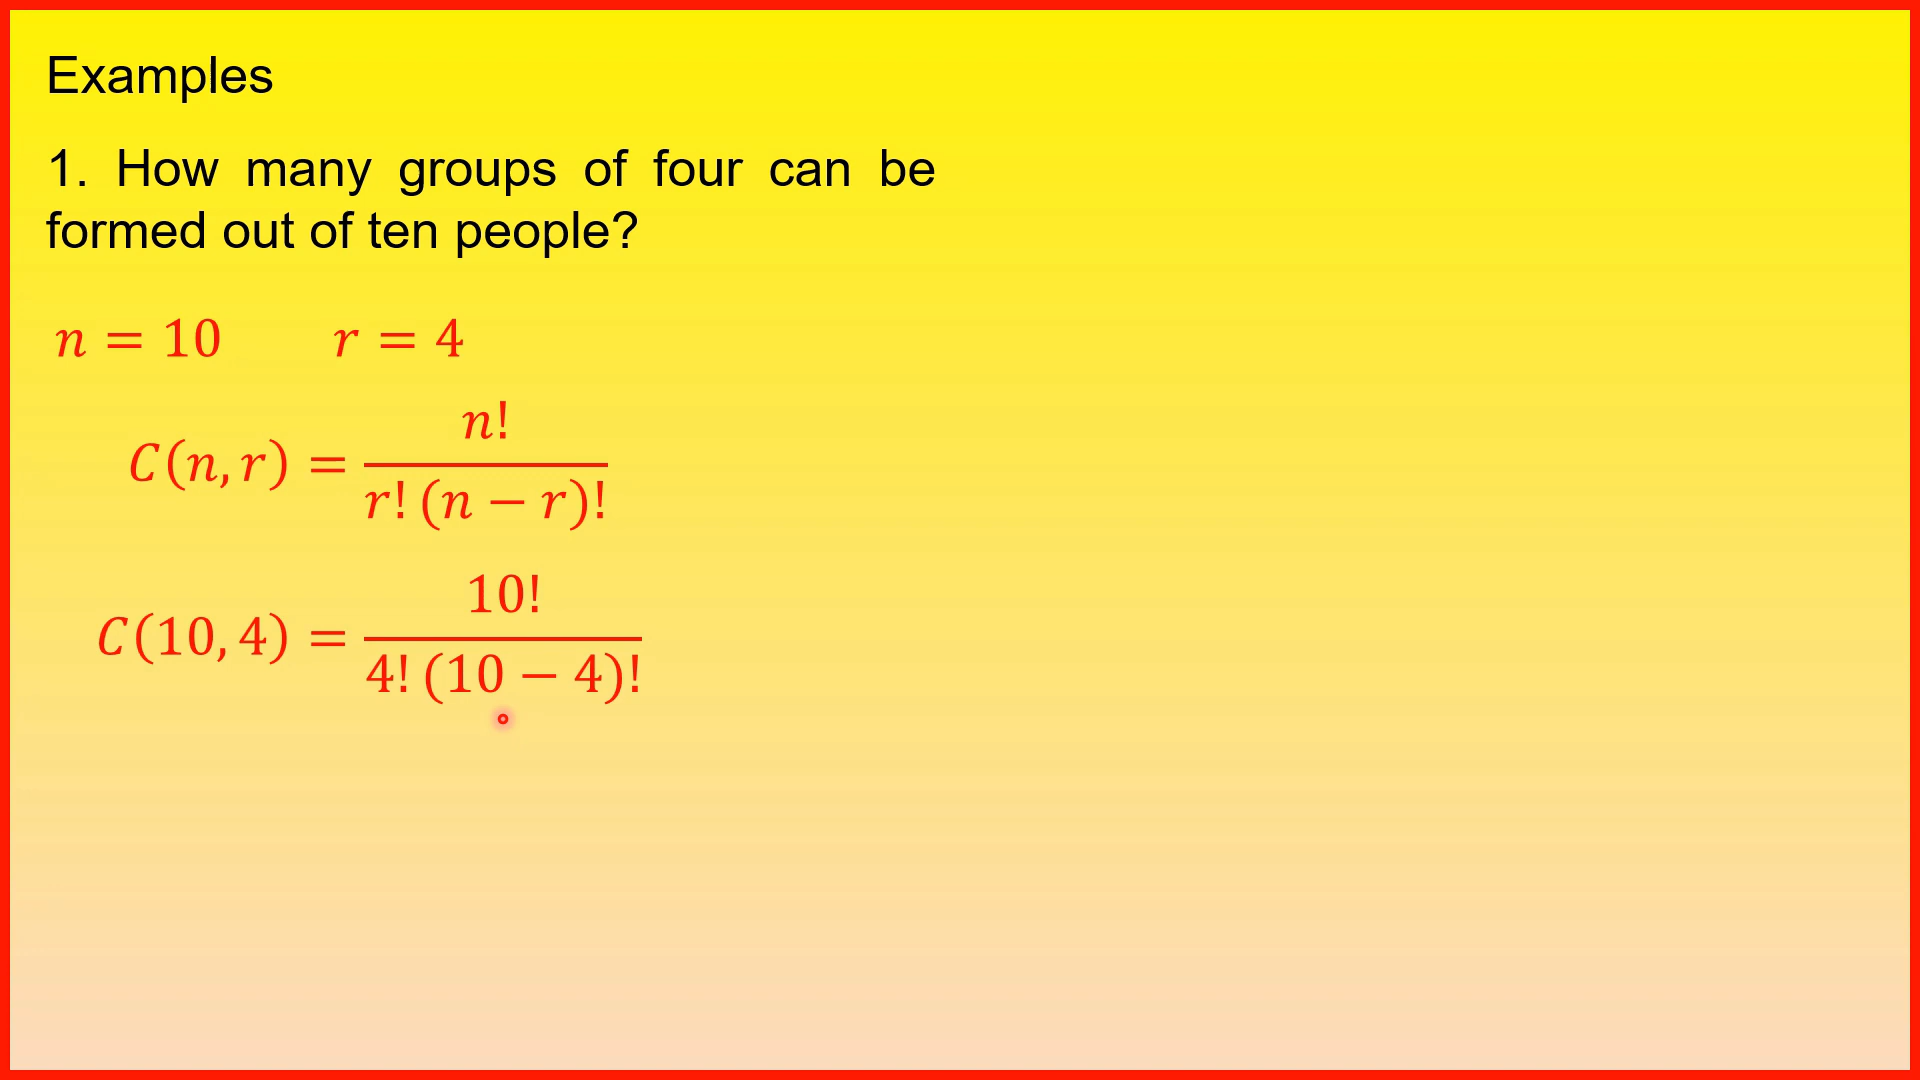 Examples
1. How many groups of four can be
formed out of ten people?
n = 10 r = 4
C(n, r) = n! / r! (n − r)!
C(10, 4) = 10! / 4! (10 − 4)!